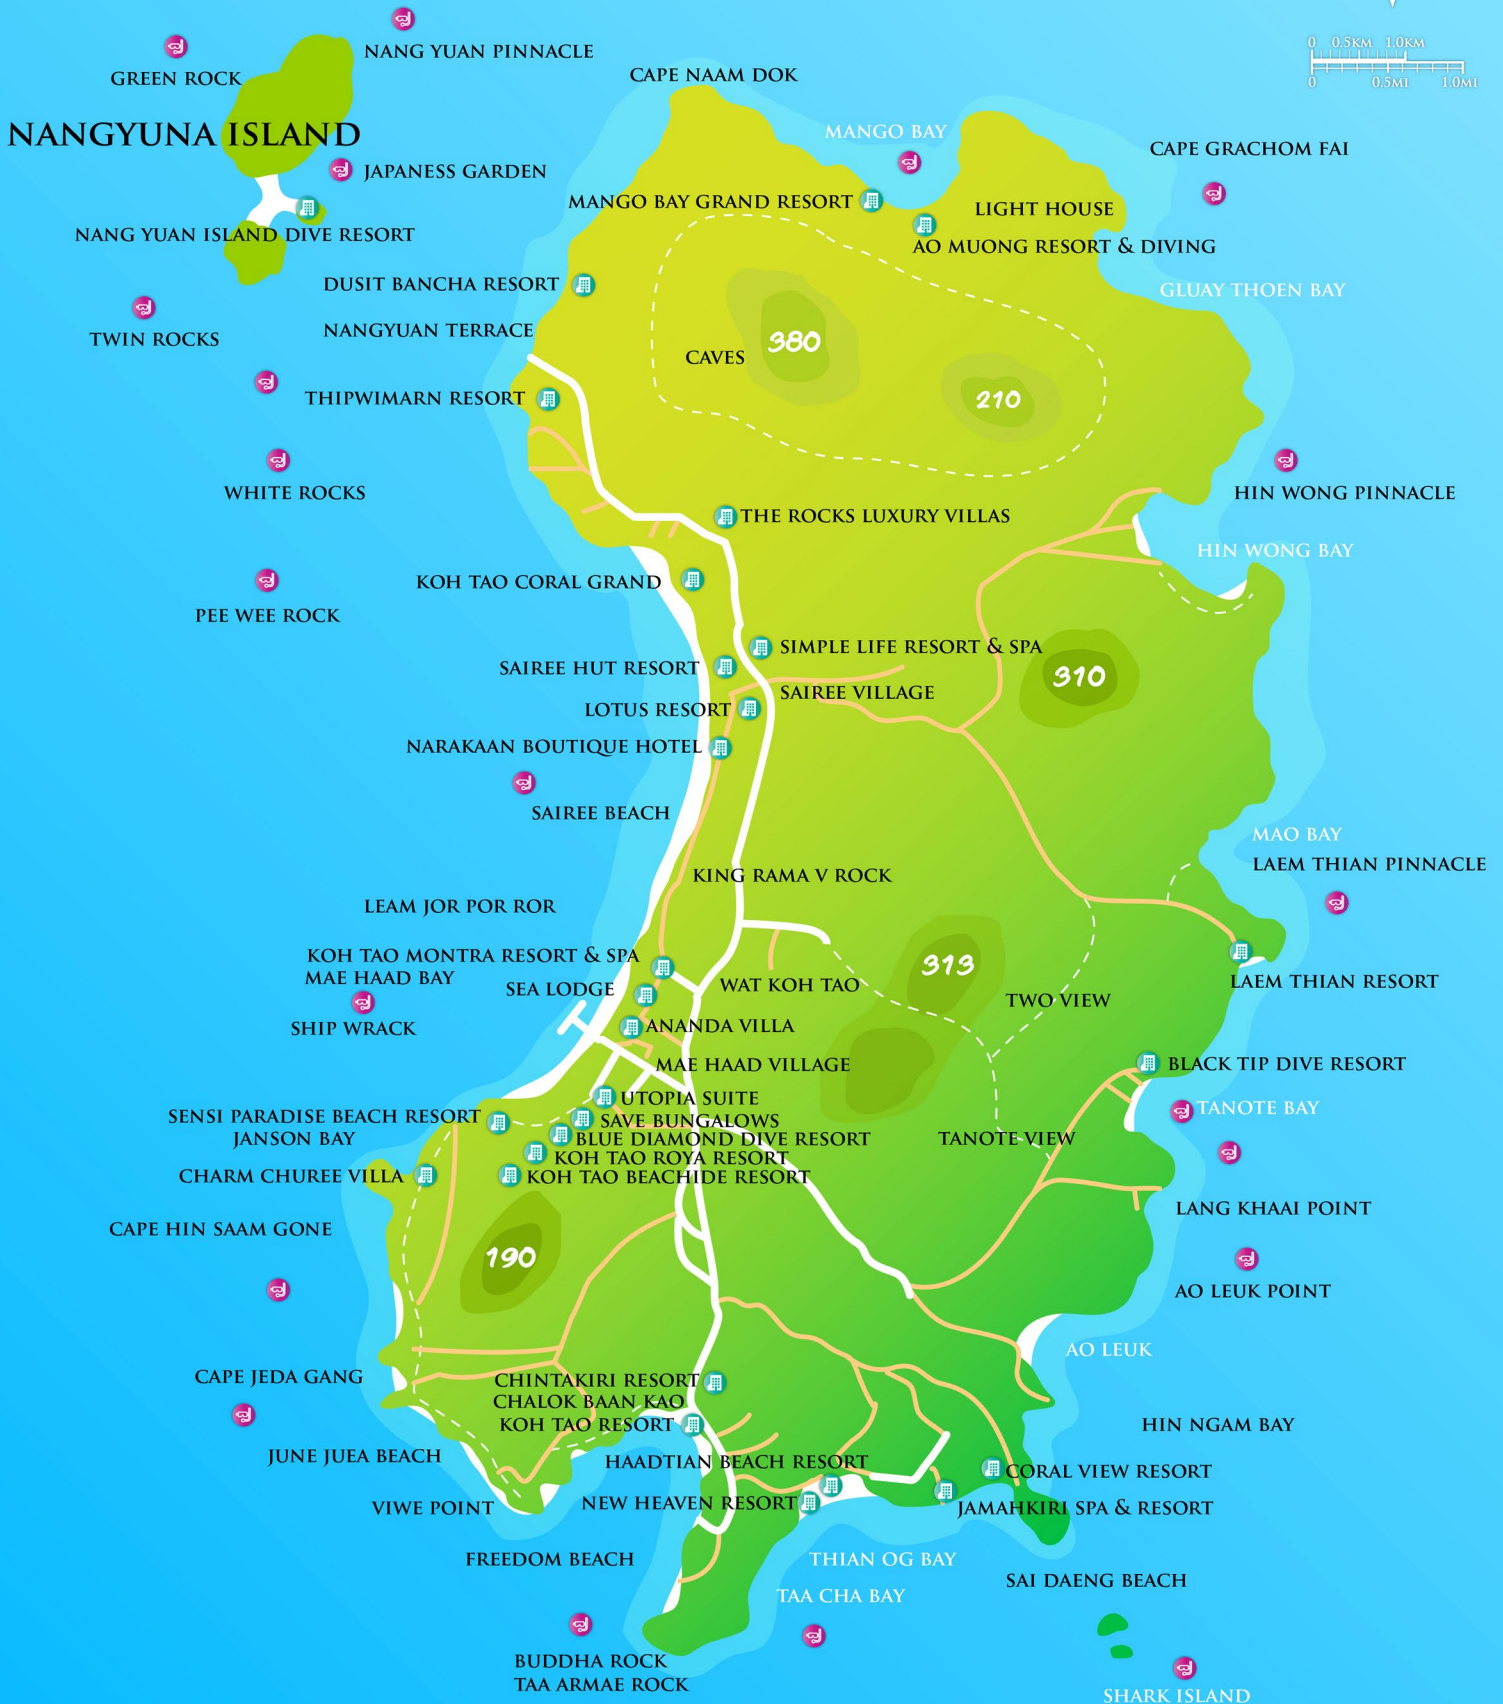 0 0.5KM 1.0KM
0 0.5MI 1.0MI
NANG YUAN PINNACLE
GREEN ROCK
CAPE NAAM DOK
NANGYUNA ISLAND
MANGO BAY
CAPE GRACHOM FAI
JAPANESS GARDEN
MANGO BAY GRAND RESORT
LIGHT HOUSE
NANG YUAN ISLAND DIVE RESORT
AO MUONG RESORT & DIVING
DUSIT BANCHA RESORT
GLUAY THOEN BAY
NANGYUAN TERRACE
TWIN ROCKS
380
CAVES
THIPWIMARN RESORT
210
WHITE ROCKS
HIN WONG PINNACLE
THE ROCKS LUXURY VILLAS
HIN WONG BAY
KOH TAO CORAL GRAND
PEE WEE ROCK
SIMPLE LIFE RESORT & SPA
SAIREE HUT RESORT
310
SAIREE VILLAGE
LOTUS RESORT
NARAKAAN BOUTIQUE HOTEL
SAIREE BEACH
MAO BAY
LAEM THIAN PINNACLE
KING RAMA V ROCK
LEAM JOR POR ROR
KOH TAO MONTRA RESORT & SPA
313
MAE HAAD BAY
LAEM THIAN RESORT
WAT KOH TAO
SEA LODGE
TWO VIEW
SHIP WRACK
ANANDA VILLA
MAE HAAD VILLAGE
BLACK TIP DIVE RESORT
UTOPIA SUITE
TANOTE BAY
SENSI PARADISE BEACH RESORT
SAVE BUNGALOWS
JANSON BAY
BLUE DIAMOND DIVE RESORT
TANOTE VIEW
KOH TAO ROYA RESORT
CHARM CHUREE VILLA
KOH TAO BEACHIDE RESORT
LANG KHAAI POINT
CAPE HIN SAAM GONE
190
AO LEUK POINT
AO LEUK
CAPE JEDA GANG
CHINTAKIRI RESORT
CHALOK BAAN KAO
KOH TAO RESORT
HIN NGAM BAY
JUNE JUEA BEACH
HAADTIAN BEACH RESORT
CORAL VIEW RESORT
VIWE POINT
NEW HEAVEN RESORT
JAMAHKIRI SPA & RESORT
FREEDOM BEACH
THIAN OG BAY
SAI DAENG BEACH
TAA CHA BAY
BUDDHA ROCK
TAA ARMAE ROCK
SHARK ISLAND